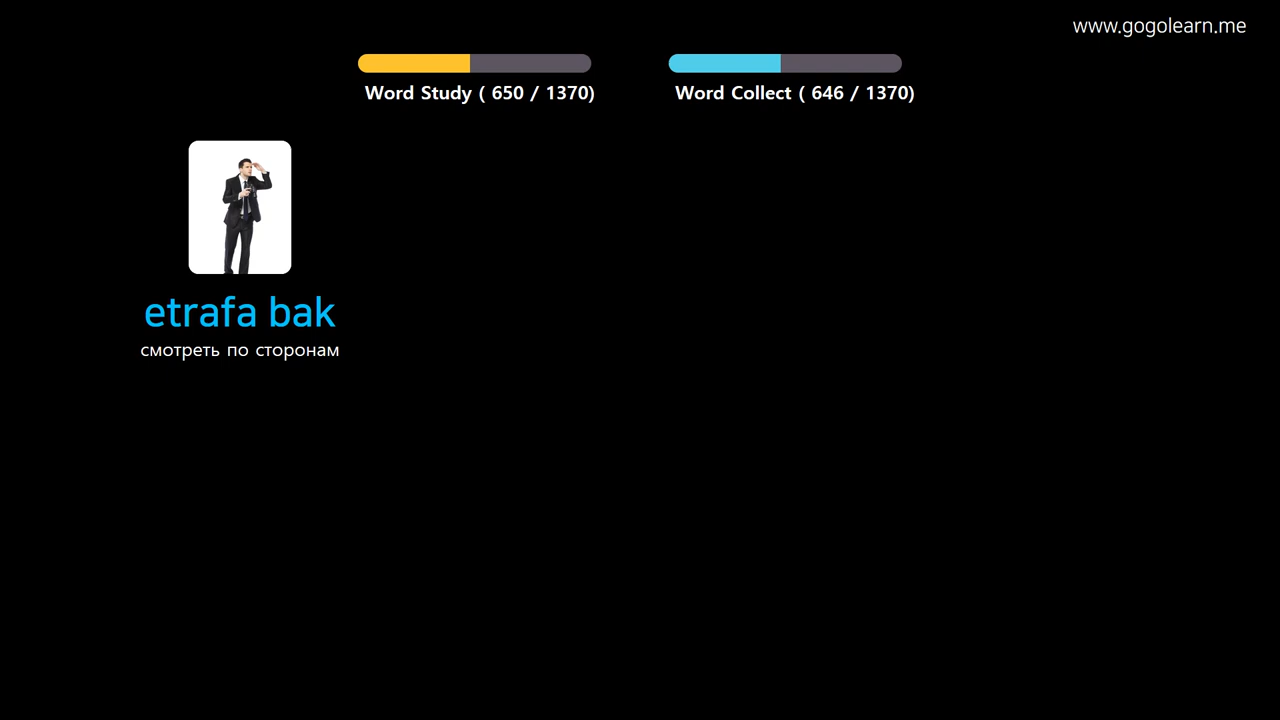 www.gogolearn.me
Word Study ( 650 / 1370)
Word Collect ( 646 / 1370)
etrafa bak
смотреть по сторонам